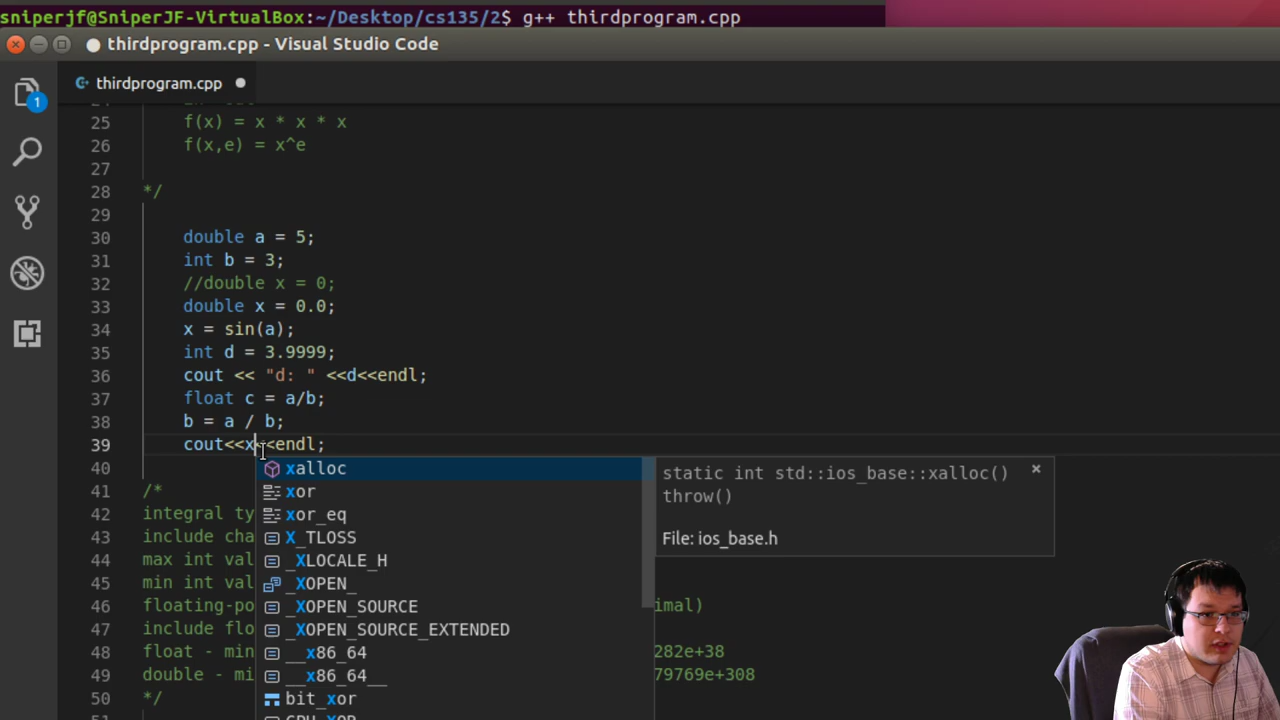 sniperjf@SniperJF-VirtualBox:~/Desktop/cs135/2$ g++ thirdprogram.cpp
thirdprogram.cpp - Visual Studio Code
thirdprogram.cpp
1
25 f(x) = x * x * x
26 f(x,e) = x^e
27
28 */
29
30 double a = 5;
31 int b = 3;
32 //double x = 0;
33 double x = 0.0;
34 x = sin(a);
35 int d = 3.9999;
36 cout << "d: " <<d<<endl;
37 float c = a/b;
38 b = a / b;
39 cout<<x<<endl;
40
41 /*
42 integral ty
43 include cha
44 max int val
45 min int val
46 floating-po imal)
47 include flo
48 float - min 282e+38
49 double - mi 79769e+308
50 */
xalloc
xor
xor_eq
X_TLOSS
_XLOCALE_H
_XOPEN_
_XOPEN_SOURCE
_XOPEN_SOURCE_EXTENDED
__x86_64
__x86_64__
bit_xor
static int std::ios_base::xalloc()
throw()
File: ios_base.h